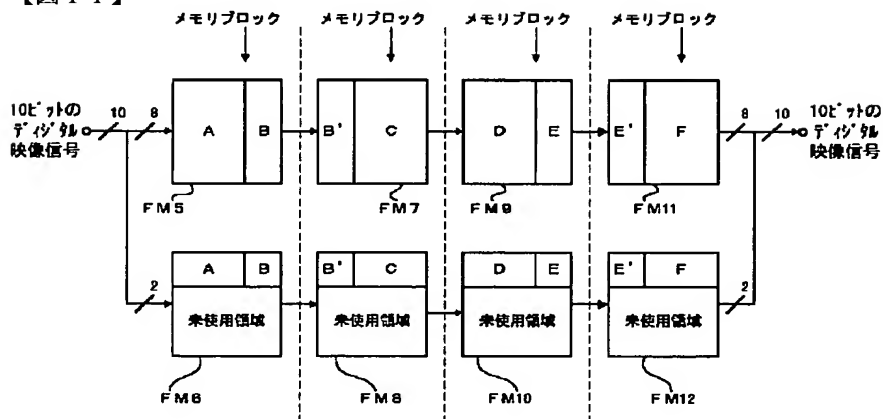 メモリブロック メモリブロック メモリブロック メモリブロック
10ビットの
ディジタル
映像信号
10 8
A B B' C D E E' F
8 10
10ビットの
ディジタル
映像信号
FM5 FM7 FM9 FM11
2
A B B' C D E E' F
2
未使用領域 未使用領域 未使用領域 未使用領域
FM6 FM8 FM10 FM12